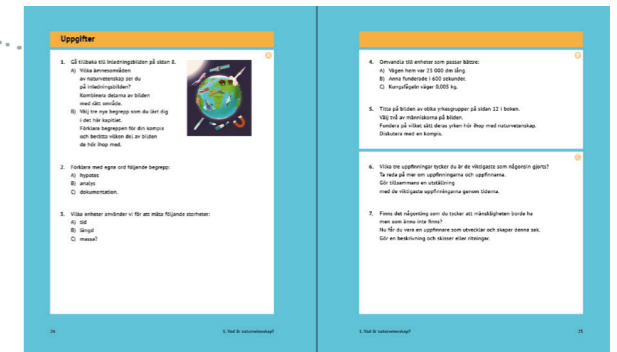 Uppgifter
1. Gå tillbaka till inledningsbilden på sidan 8.
A) Vilka ämnesområden
av naturvetenskap ser du
på inledningsbilden?
Kombinera delarna av bilden
med rätt område.
B) Välj tre nya begrepp som du lärt dig
i det här kapitlet.
Förklara begreppen för din kompis
och berätta vilken del av bilden
de hör ihop med.
2. Förklara med egna ord följande begrepp:
A) hypotes
B) analys
C) dokumentation.
3. Vilka enheter använder vi för att mäta följande storheter:
A) tid
B) längd
C) massa?
24
1. Vad är naturvetenskap?
4. Omvandla till enheter som passar bättre:
A) Vägen hem var 25 000 dm lång.
B) Anna funderade i 600 sekunder.
C) Kungsfågeln väger 0,005 kg.
5. Titta på bilden av olika yrkesgrupper på sidan 12 i boken.
Välj två av människorna på bilden.
Fundera på vilket sätt deras yrken hör ihop med naturvetenskap.
Diskutera med en kompis.
6. Vilka tre uppfinningar tycker du är de viktigaste som någonsin gjorts?
Ta reda på mer om uppfinningarna och uppfinnarna.
Gör tillsammans en utställning
med de viktigaste uppfinningarna genom tiderna.
7. Finns det någonting som du tycker att mänskligheten borde ha
men som ännu inte finns?
Nu får du vara en uppfinnare som utvecklar och skapar denna sak.
Gör en beskrivning och skisser eller ritningar.
1. Vad är naturvetenskap?
25